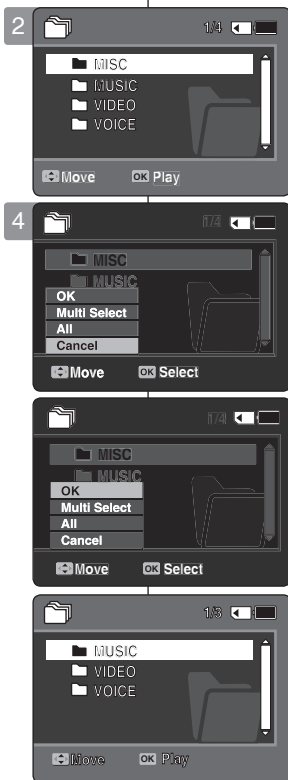 2
1/4
MISC
MUSIC
VIDEO
VOICE
Move OK Play
4
1/4
MISC
MUSIC
OK
Multi Select
All
Cancel
Move OK Select
1/4
MISC
MUSIC
OK
Multi Select
All
Cancel
Move OK Select
1/3
MUSIC
VIDEO
VOICE
Move OK Play